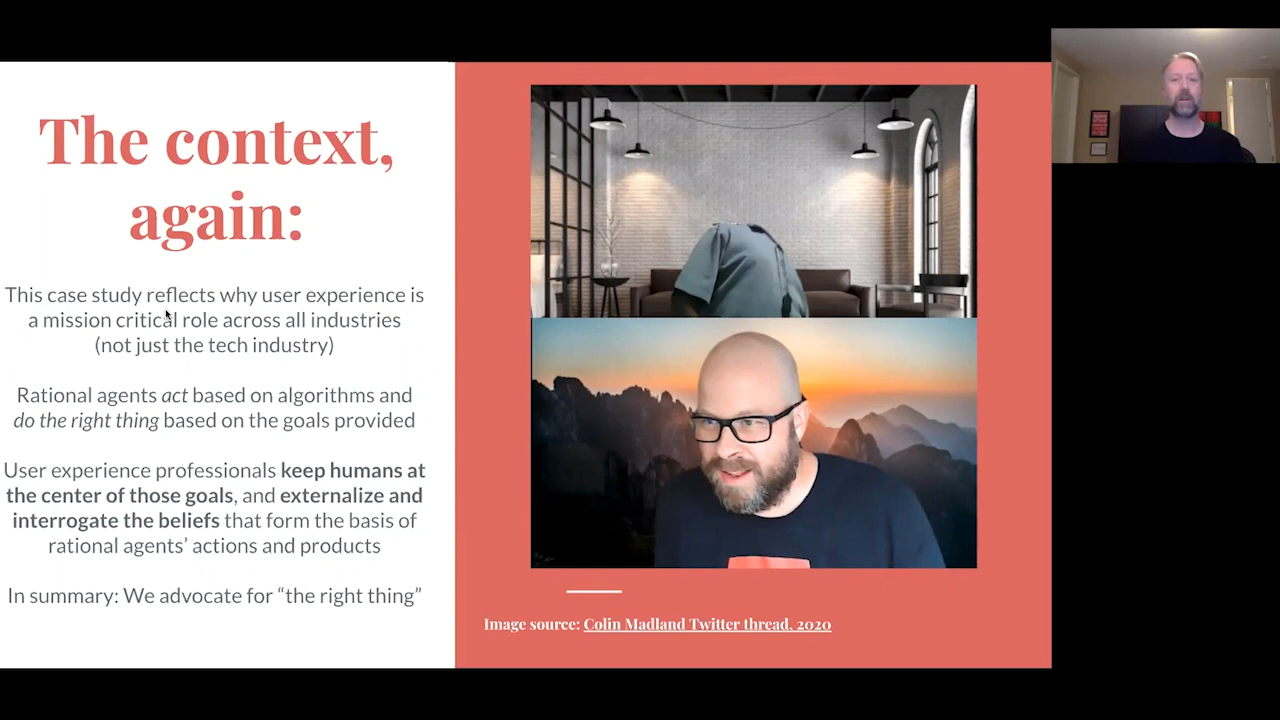 The context,
again:
This case study reflects why user experience is
a mission critical role across all industries
(not just the tech industry)
Rational agents act based on algorithms and
do the right thing based on the goals provided
User experience professionals keep humans at
the center of those goals, and externalize and
interrogate the beliefs that form the basis of
rational agents’ actions and products
In summary: We advocate for “the right thing”
Image source: Colin Madland Twitter thread, 2020